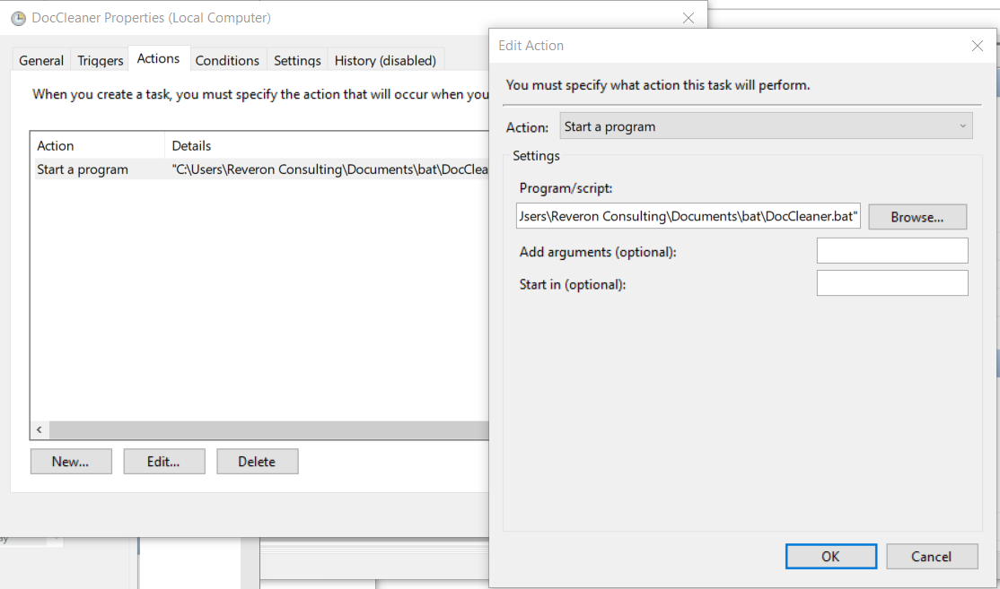 DocCleaner Properties (Local Computer)
General Triggers Actions Conditions Settings History (disabled)
When you create a task, you must specify the action that will occur when you
Action Details
Start a program "C:\Users\Reveron Consulting\Documents\bat\DocClea
New... Edit... Delete
Edit Action
You must specify what action this task will perform.
Action: Start a program
Settings
Program/script:
Jsers\Reveron Consulting\Documents\bat\DocCleaner.bat" Browse...
Add arguments (optional):
Start in (optional):
OK Cancel